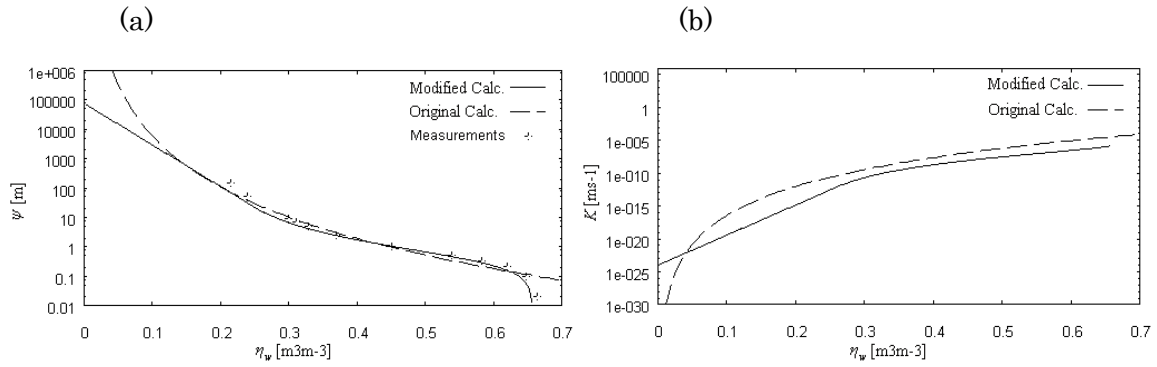 (a)
1e+006
100000
10000
1000
100
10
1
0.1
0.01
ψ [m]
Modified Calc.
Original Calc.
Measurements
0 0.1 0.2 0.3 0.4 0.5 0.6 0.7
η_w [m3m-3]
(b)
100000
1
1e-005
1e-010
1e-015
1e-020
1e-025
1e-030
K [ms-1]
Modified Calc.
Original Calc.
0 0.1 0.2 0.3 0.4 0.5 0.6 0.7
η_w [m3m-3]